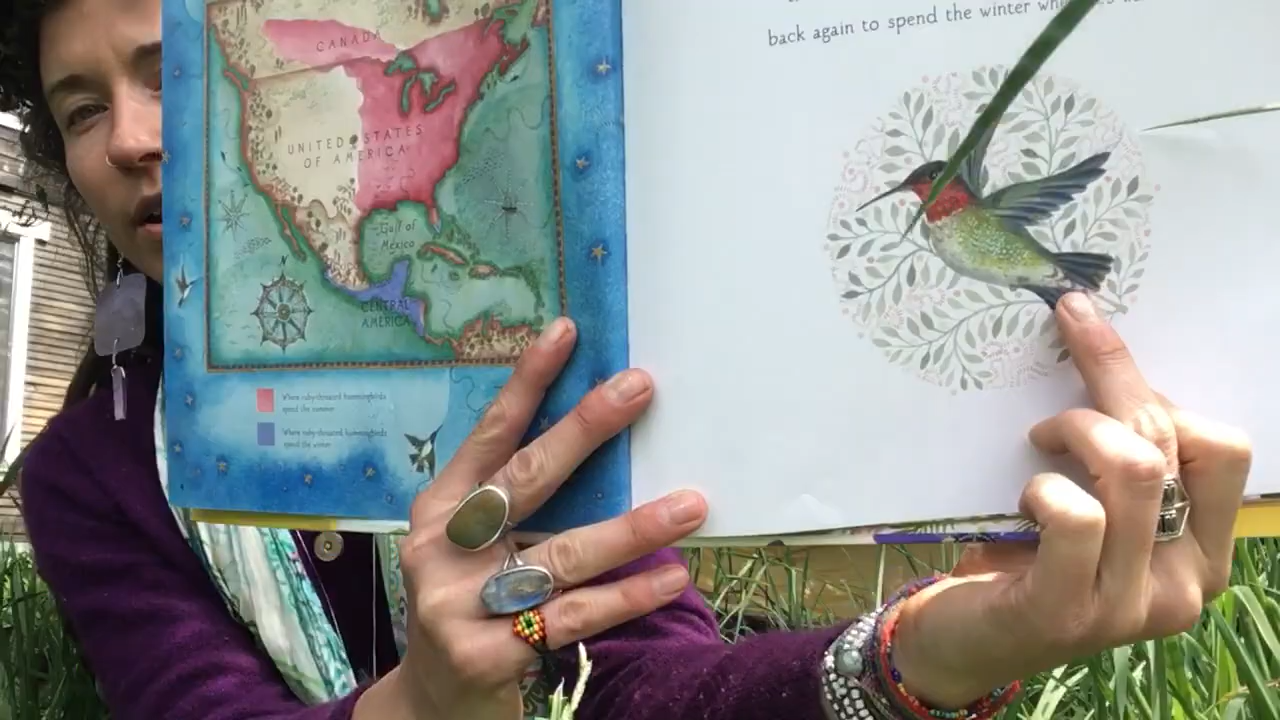 CANADA
UNITED STATES
OF AMERICA
Gulf of
Mexico
CENTRAL
AMERICA
N
Where ruby-throated hummingbirds
spend the summer
Where ruby-throated hummingbirds
spend the winter
back again to spend the winter